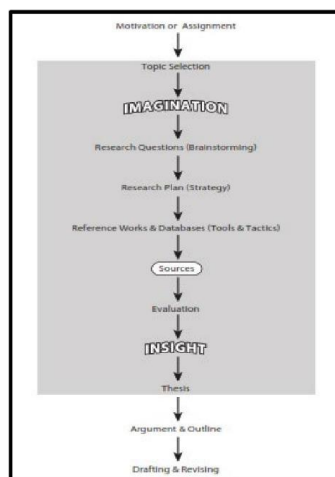 Motivation or Assignment
Topic Selection
IMAGINATION
Research Questions (Brainstorming)
Research Plan (Strategy)
Reference Works & Databases (Tools & Tactics)
Sources
Evaluation
INSIGHT
Thesis
Argument & Outline
Drafting & Revising